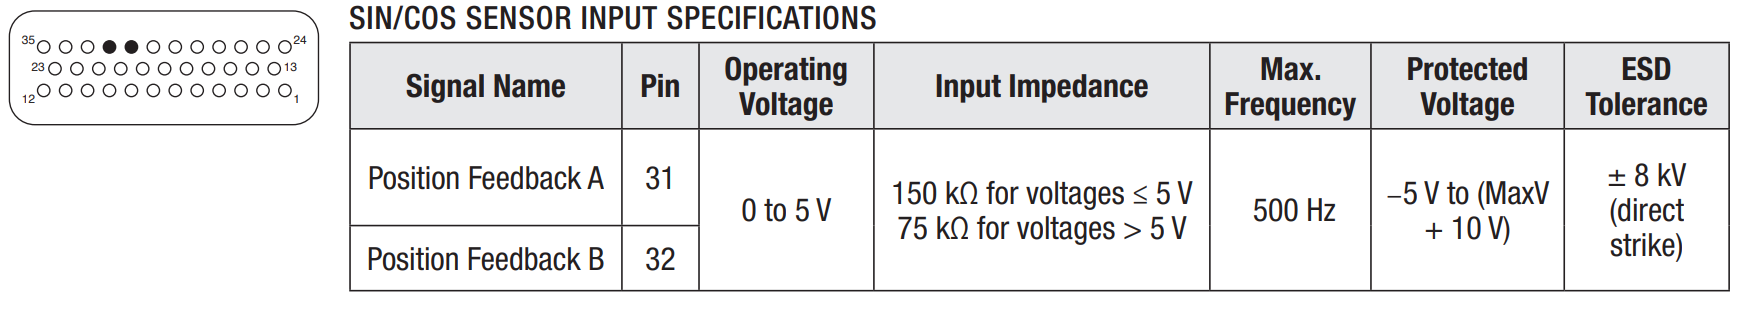 SIN/COS SENSOR INPUT SPECIFICATIONS
35 24
23 13
12 1
Signal Name Pin Operating Voltage Input Impedance Max. Frequency Protected Voltage ESD Tolerance
Position Feedback A 31
Position Feedback B 32
0 to 5 V
150 kΩ for voltages ≤ 5 V
75 kΩ for voltages > 5 V
500 Hz
–5 V to (MaxV
+ 10 V)
± 8 kV
(direct
strike)